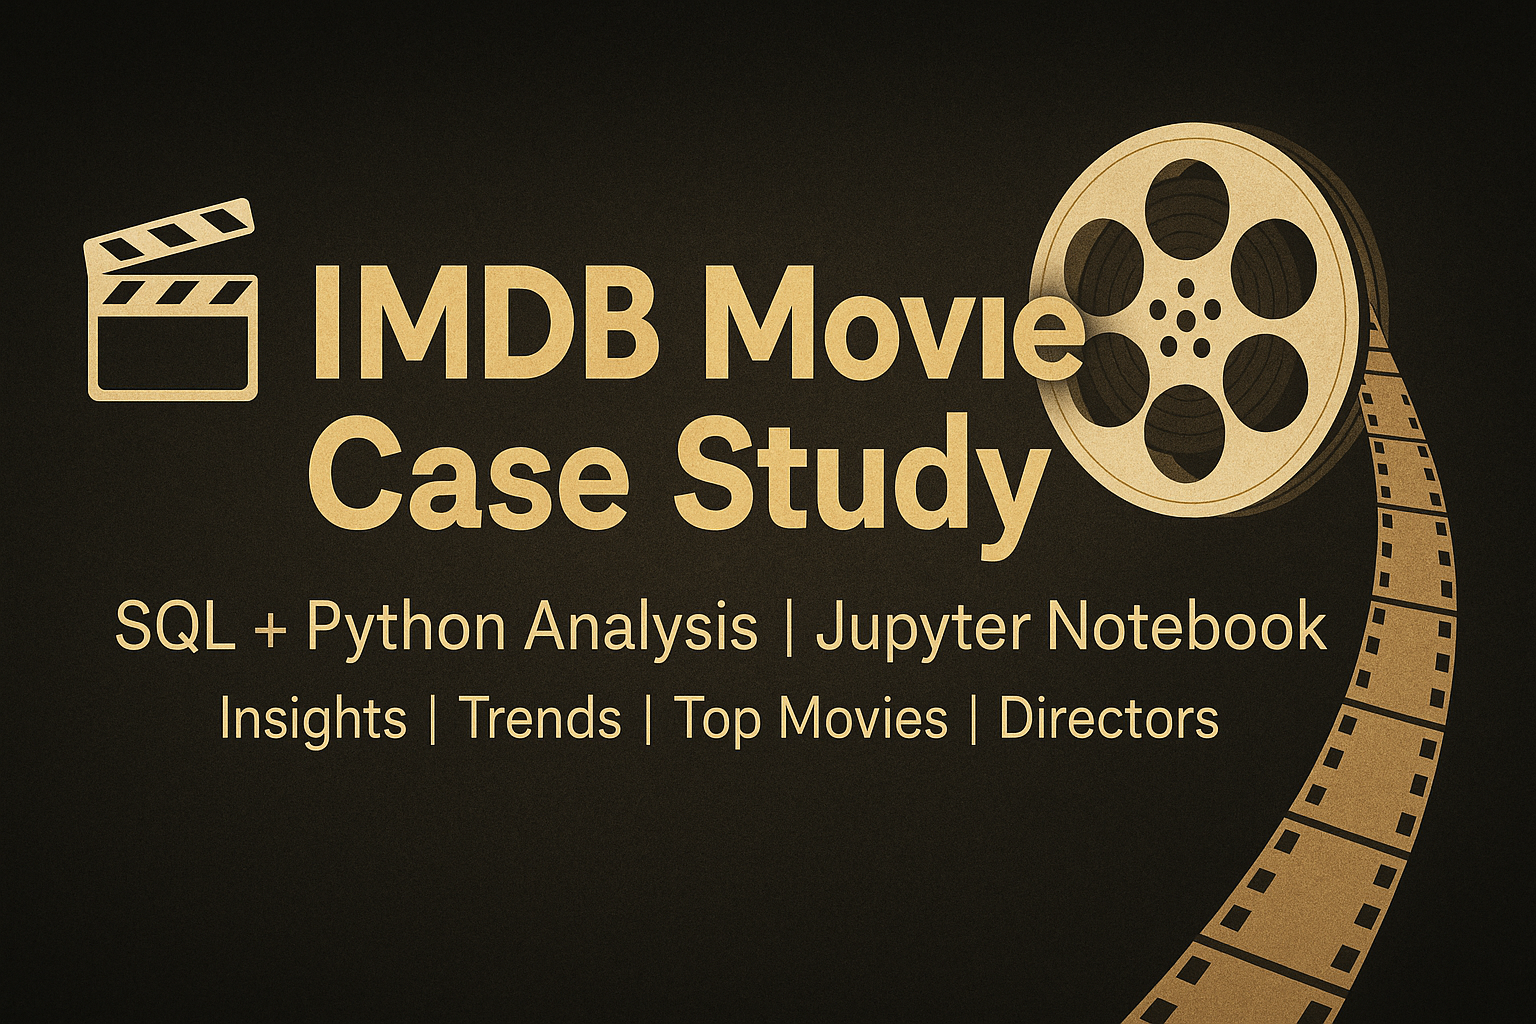 IMDB Movie
Case Study
SQL + Python Analysis | Jupyter Notebook
Insights | Trends | Top Movies | Directors